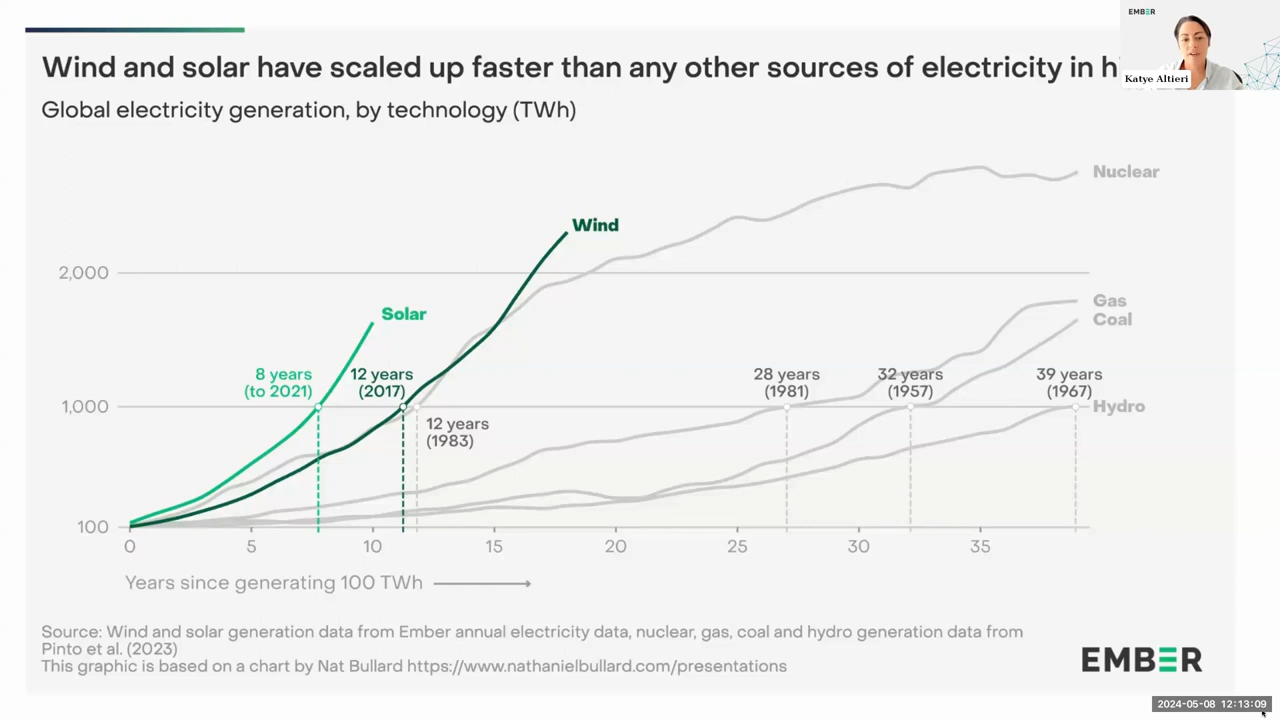 Wind and solar have scaled up faster than any other sources of electricity in h
Global electricity generation, by technology (TWh)
EMBER
Katye Altieri
Nuclear
Wind
2,000
Solar
Gas
Coal
8 years
(to 2021)
12 years
(2017)
28 years
(1981)
32 years
(1957)
39 years
(1967)
1,000
Hydro
12 years
(1983)
100
0 5 10 15 20 25 30 35
Years since generating 100 TWh
Source: Wind and solar generation data from Ember annual electricity data, nuclear, gas, coal and hydro generation data from
Pinto et al. (2023)
This graphic is based on a chart by Nat Bullard https://www.nathanielbullard.com/presentations
EMBER
2024-05-08 12:13:09